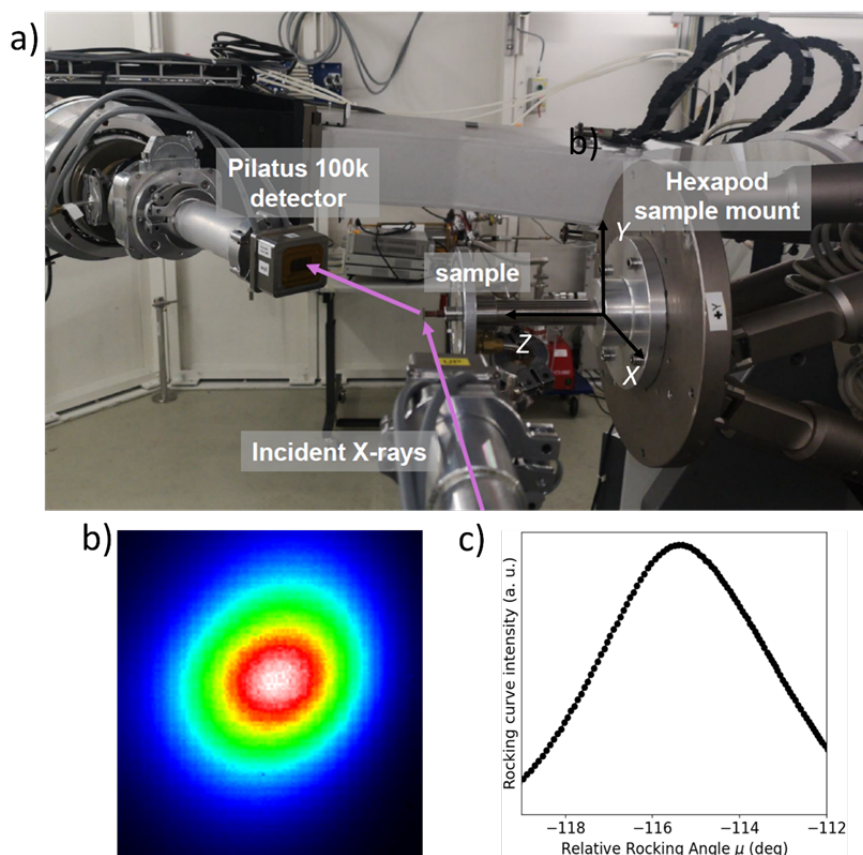 a)
b)
Pilatus 100k
detector
Hexapod
sample mount
Y
sample
+Y
Z
X
UP
Incident X-rays
b)
c)
Rocking curve intensity (a. u.)
−118
−116
−114
−112
Relative Rocking Angle μ (deg)